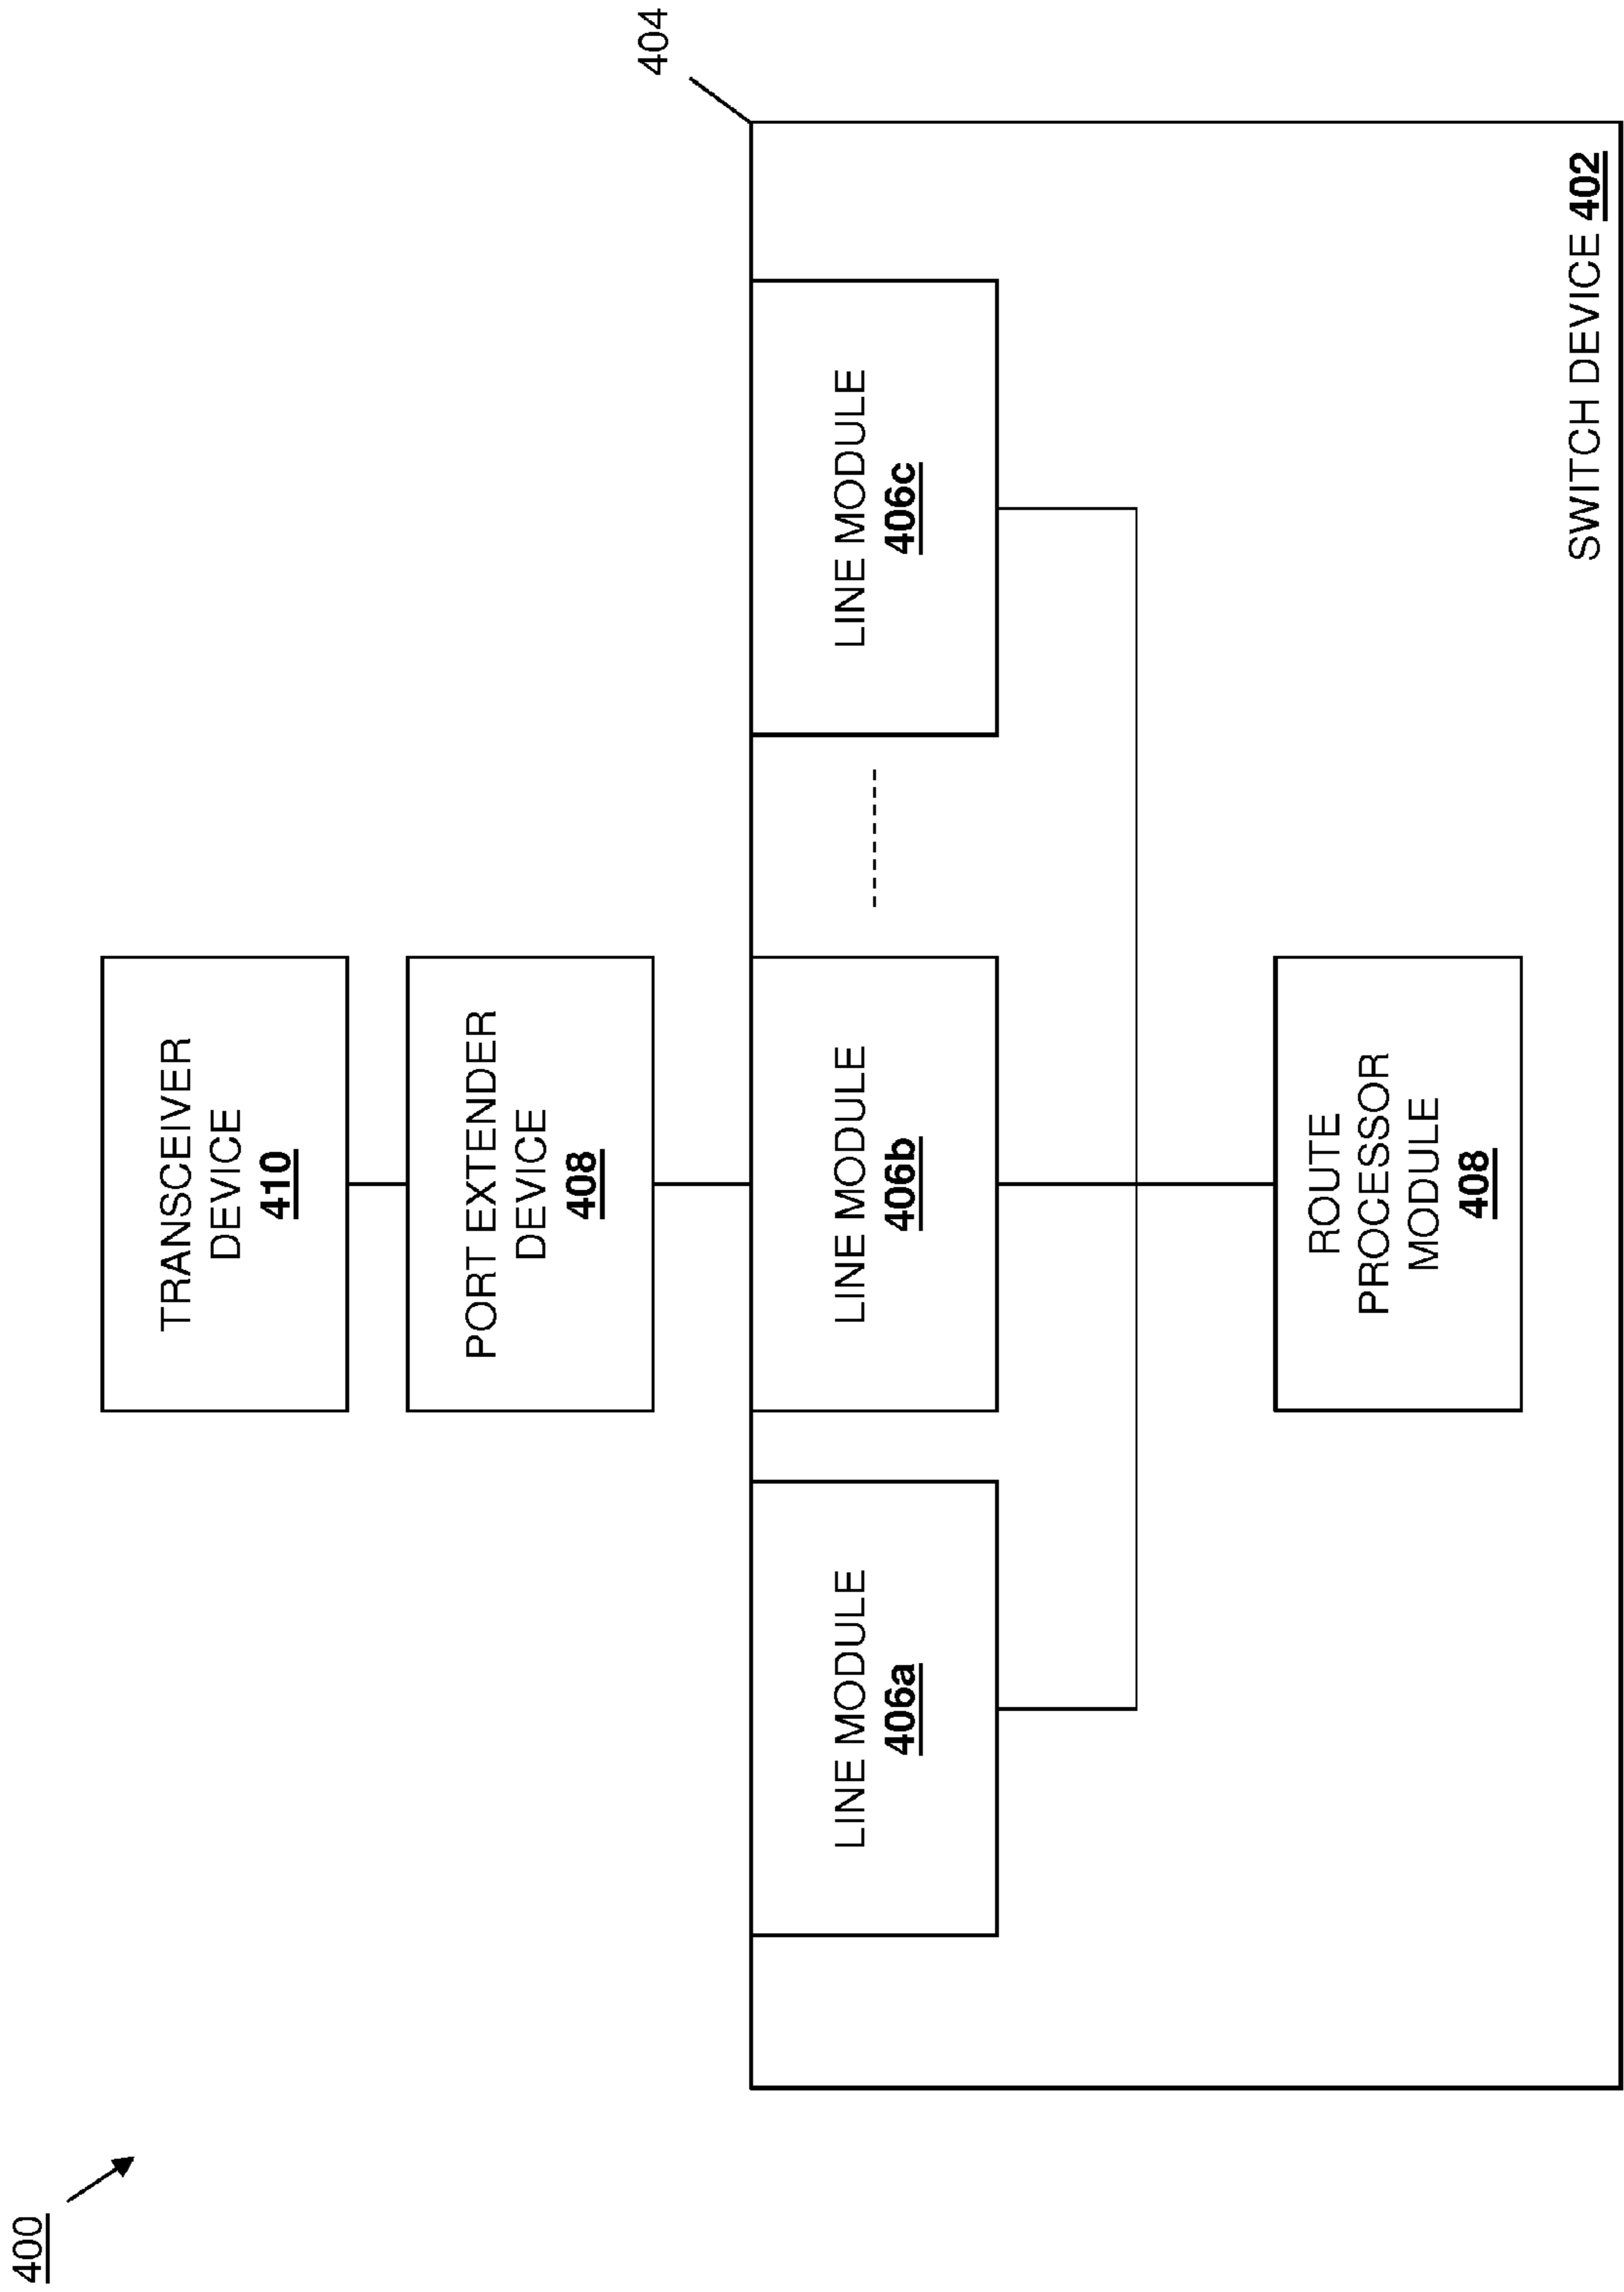 400
TRANSCEIVER
DEVICE
410
PORT EXTENDER
DEVICE
408
404
LINE MODULE
406a
LINE MODULE
406b
LINE MODULE
406c
ROUTE
PROCESSOR
MODULE
408
SWITCH DEVICE 402